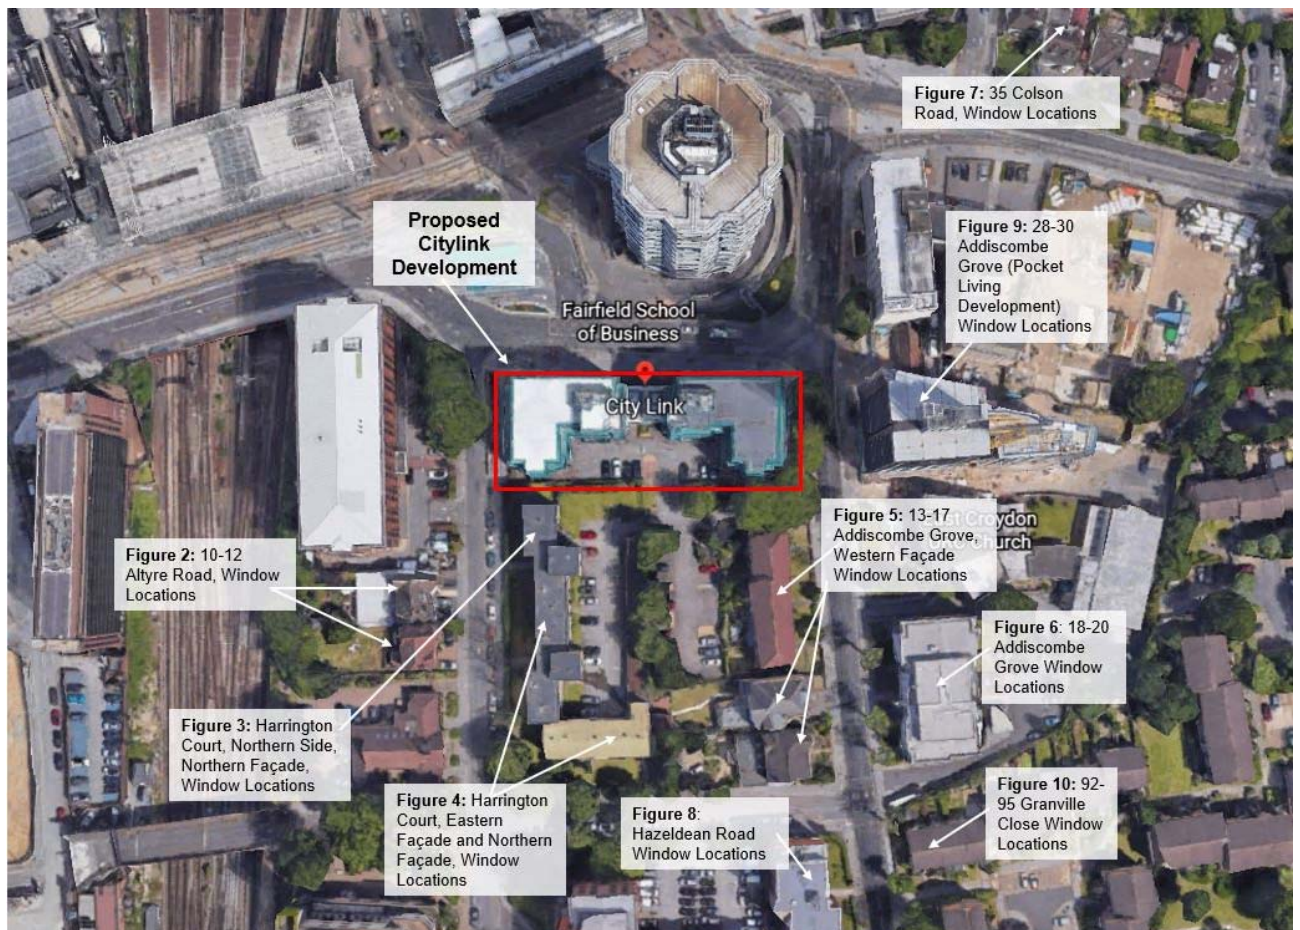 Figure 7: 35 Colson
Road, Window Locations
Proposed
Citylink
Development
Figure 9: 28-30
Addiscombe
Grove (Pocket
Living
Development)
Window Locations
Fairfield School
of Business
City Link
Figure 5: 13-17
Addiscombe Grove,
Western Façade
Window Locations
East Croydon
Church
Figure 2: 10-12
Altyre Road, Window
Locations
Figure 6: 18-20
Addiscombe
Grove Window
Locations
Figure 3: Harrington
Court, Northern Side,
Northern Façade,
Window Locations
Figure 4: Harrington
Court, Eastern
Façade and Northern
Façade, Window
Locations
Figure 8:
Hazeldean Road
Window Locations
Figure 10: 92-
95 Granville
Close Window
Locations